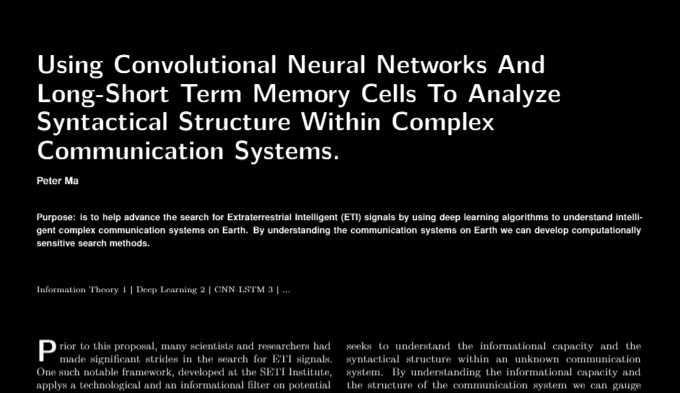 Using Convolutional Neural Networks And
Long-Short Term Memory Cells To Analyze
Syntactical Structure Within Complex
Communication Systems.
Peter Ma
Purpose: is to help advance the search for Extraterrestrial Intelligent (ETI) signals by using deep learning algorithms to understand intelli-
gent complex communication systems on Earth. By understanding the communication systems on Earth we can develop computationally
sensitive search methods.
Information Theory 1 | Deep Learning 2 | CNN-LSTM 3 | ...
Prior to this proposal, many scientists and researchers had
made significant strides in the search for ETI signals.
One such notable framework, developed at the SETI Institute,
applys a technological and an informational filter on potential
seeks to understand the informational capacity and the
syntactical structure within an unknown communication
system. By understanding the informational capacity and
the structure of the communication system we can gauge